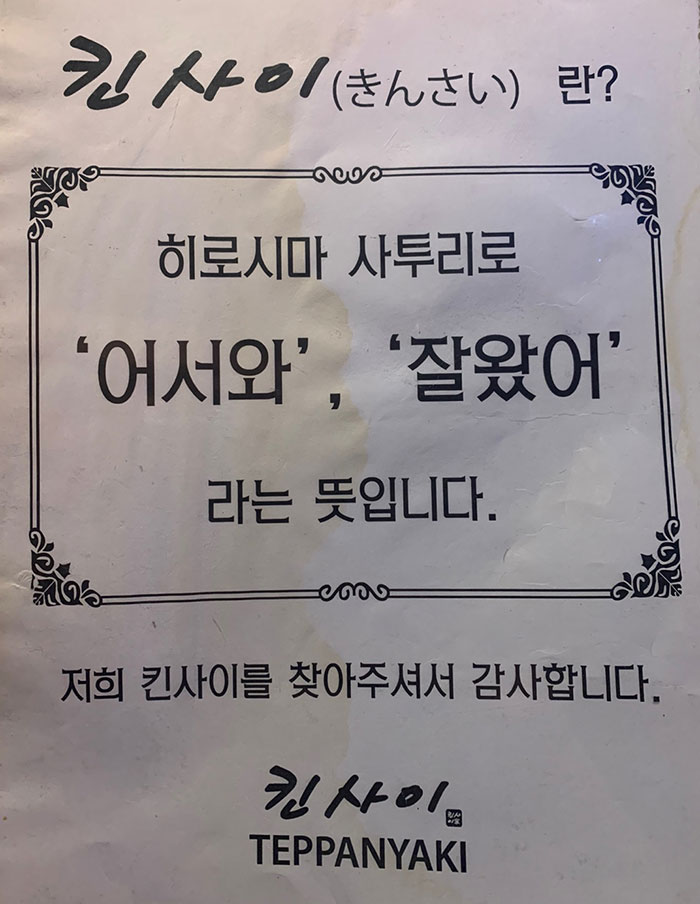 킨사이(きんさい) 란?
히로시마 사투리로
‘어서와’, ‘잘왔어’
라는 뜻입니다.
저희 킨사이를 찾아주셔서 감사합니다.
킨사이
TEPPANYAKI